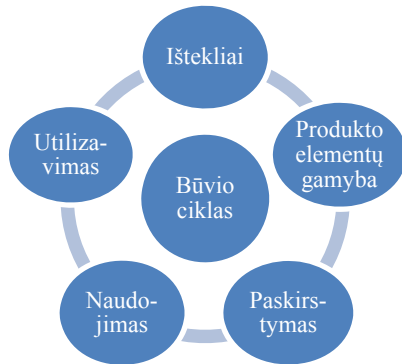 Ištekliai
Produkto
elementų
gamyba
Paskirs-
tymas
Naudo-
jimas
Utiliza-
vimas
Būvio
ciklas